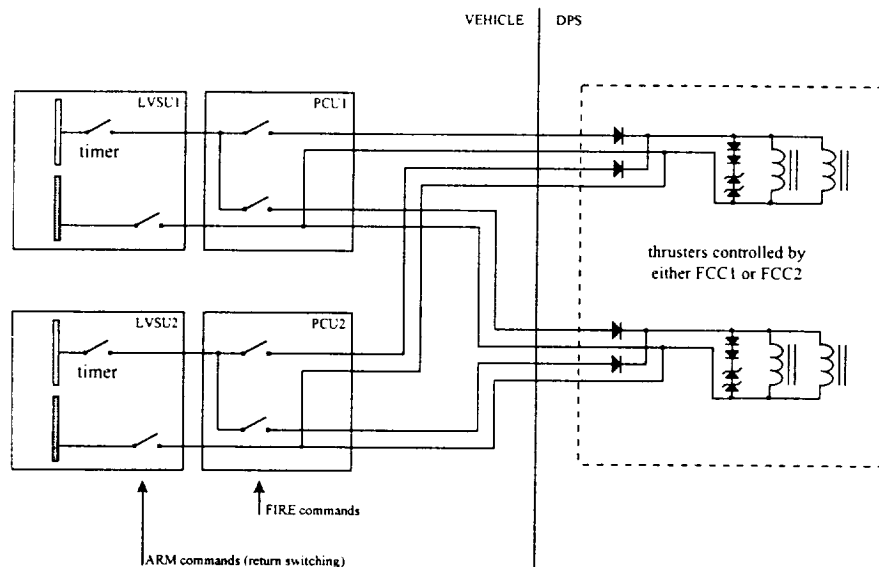 VEHICLE DPS
LVSU1 PCU1
timer
thrusters controlled by
either FCC1 or FCC2
LVSU2 PCU2
timer
FIRE commands
ARM commands (return switching)